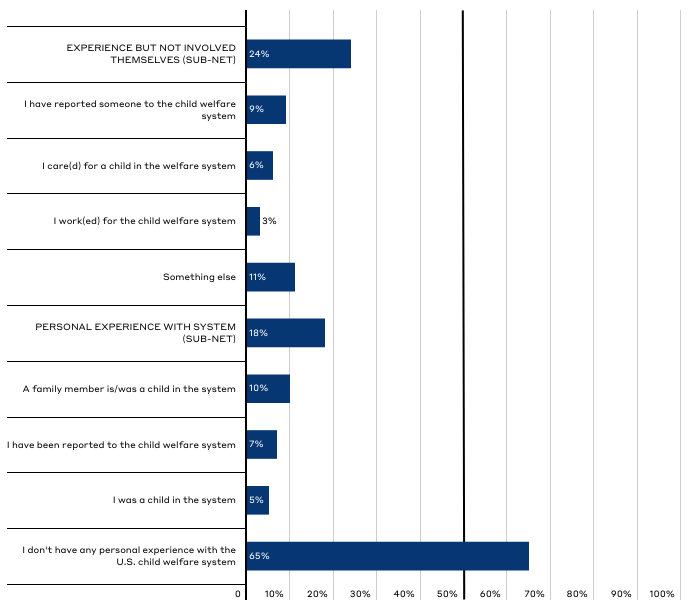 EXPERIENCE BUT NOT INVOLVED
THEMSELVES (SUB-NET)
24%
I have reported someone to the child welfare
system
9%
I care(d) for a child in the welfare system
6%
I work(ed) for the child welfare system
3%
Something else
11%
PERSONAL EXPERIENCE WITH SYSTEM
(SUB-NET)
18%
A family member is/was a child in the system
10%
I have been reported to the child welfare system
7%
I was a child in the system
5%
I don't have any personal experience with the
U.S. child welfare system
65%
0 10% 20% 30% 40% 50% 60% 70% 80% 90% 100%